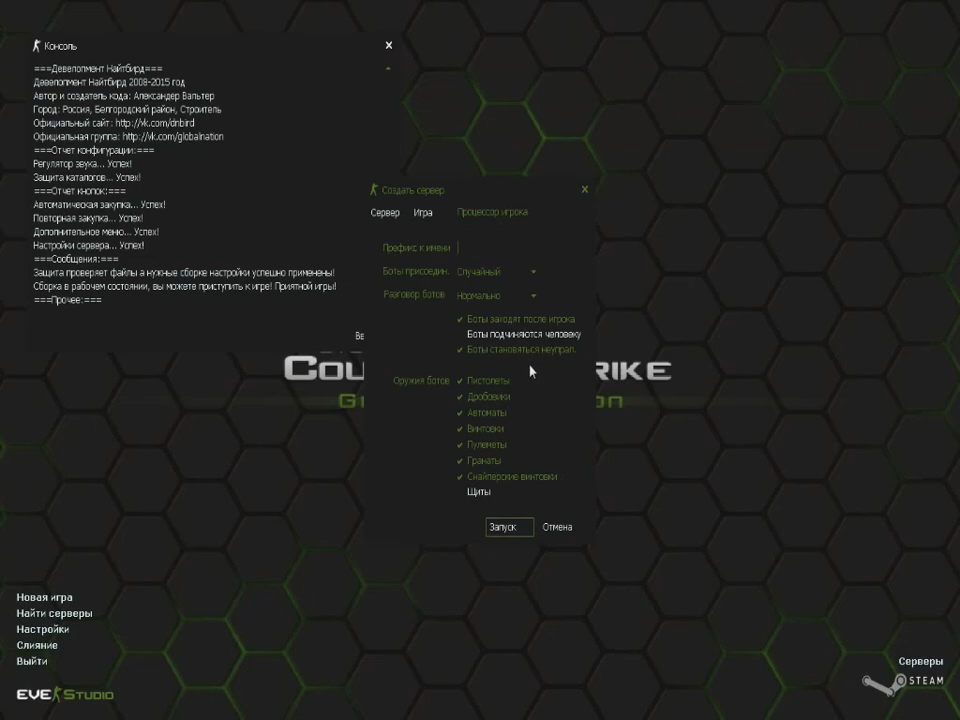 Консоль
===Девелопмент Найтбирд===
Девелопмент Найтбирд 2008-2015 год
Автор и создатель кода: Александер Вальтер
Город: Россия, Белгородский район, Строитель
Официальный сайт: http://vk.com/dnbird
Официальная группа: http://vk.com/globalnation
===Отчет конфигурации:===
Регулятор звука... Успех!
Защита каталогов... Успех!
===Отчет кнопок:===
Автоматическая закупка... Успех!
Повторная закупка... Успех!
Дополнительное меню... Успех!
Настройки сервера... Успех!
===Сообщения:===
Защита проверяет файлы а нужные сборке настройки успешно применены!
Сборка в рабочем состоянии, вы можете приступить к игре! Приятной игры!
===Прочее:===
Создать сервер
Сервер Игра Процессор игрока
Префикс к имени
Боты присоедин. Случайный
Разговор ботов Нормально
Боты заходят после игрока
Боты подчиняются человеку
Боты становяться неупрал.
Оружия ботов Пистолеты
Дробовики
Автоматы
Винтовки
Пулеметы
Гранаты
Снайперские винтовки
Щиты
Запуск Отмена
Новая игра
Найти серверы
Настройки
Слияние
Выйти
EVE Studio
Серверы
STEAM